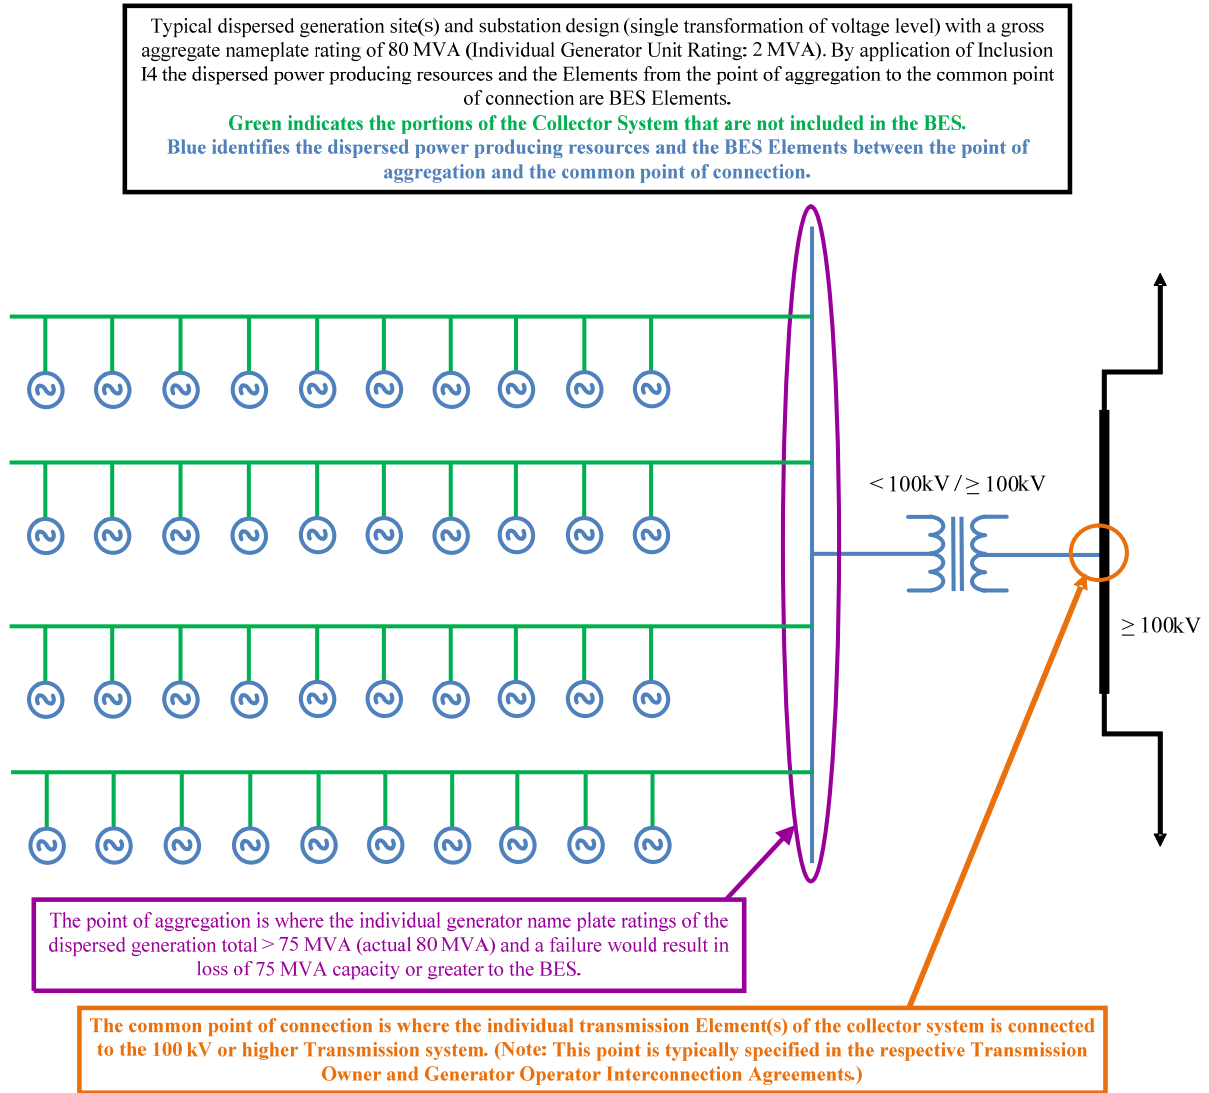 Typical dispersed generation site(s) and substation design (single transformation of voltage level) with a gross
aggregate nameplate rating of 80 MVA (Individual Generator Unit Rating: 2 MVA). By application of Inclusion
I4 the dispersed power producing resources and the Elements from the point of aggregation to the common point
of connection are BES Elements.
Green indicates the portions of the Collector System that are not included in the BES.
Blue identifies the dispersed power producing resources and the BES Elements between the point of
aggregation and the common point of connection.
< 100kV / ≥ 100kV
≥ 100kV
The point of aggregation is where the individual generator name plate ratings of the
dispersed generation total > 75 MVA (actual 80 MVA) and a failure would result in
loss of 75 MVA capacity or greater to the BES.
The common point of connection is where the individual transmission Element(s) of the collector system is connected
to the 100 kV or higher Transmission system. (Note: This point is typically specified in the respective Transmission
Owner and Generator Operator Interconnection Agreements.)